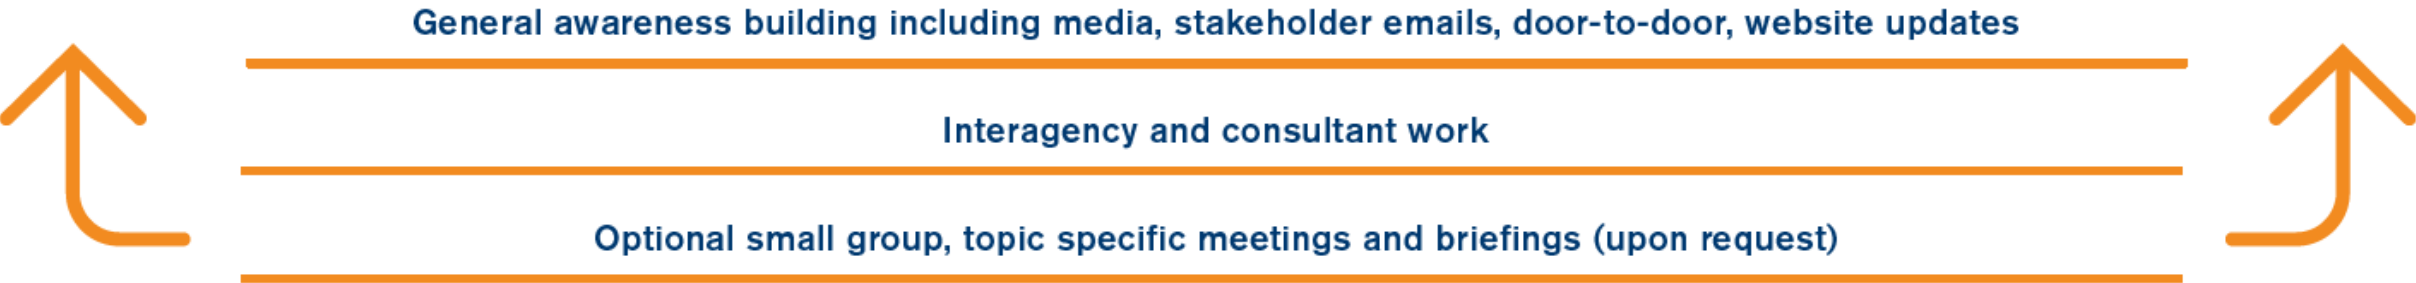 General awareness building including media, stakeholder emails, door-to-door, website updates
Interagency and consultant work
Optional small group, topic specific meetings and briefings (upon request)